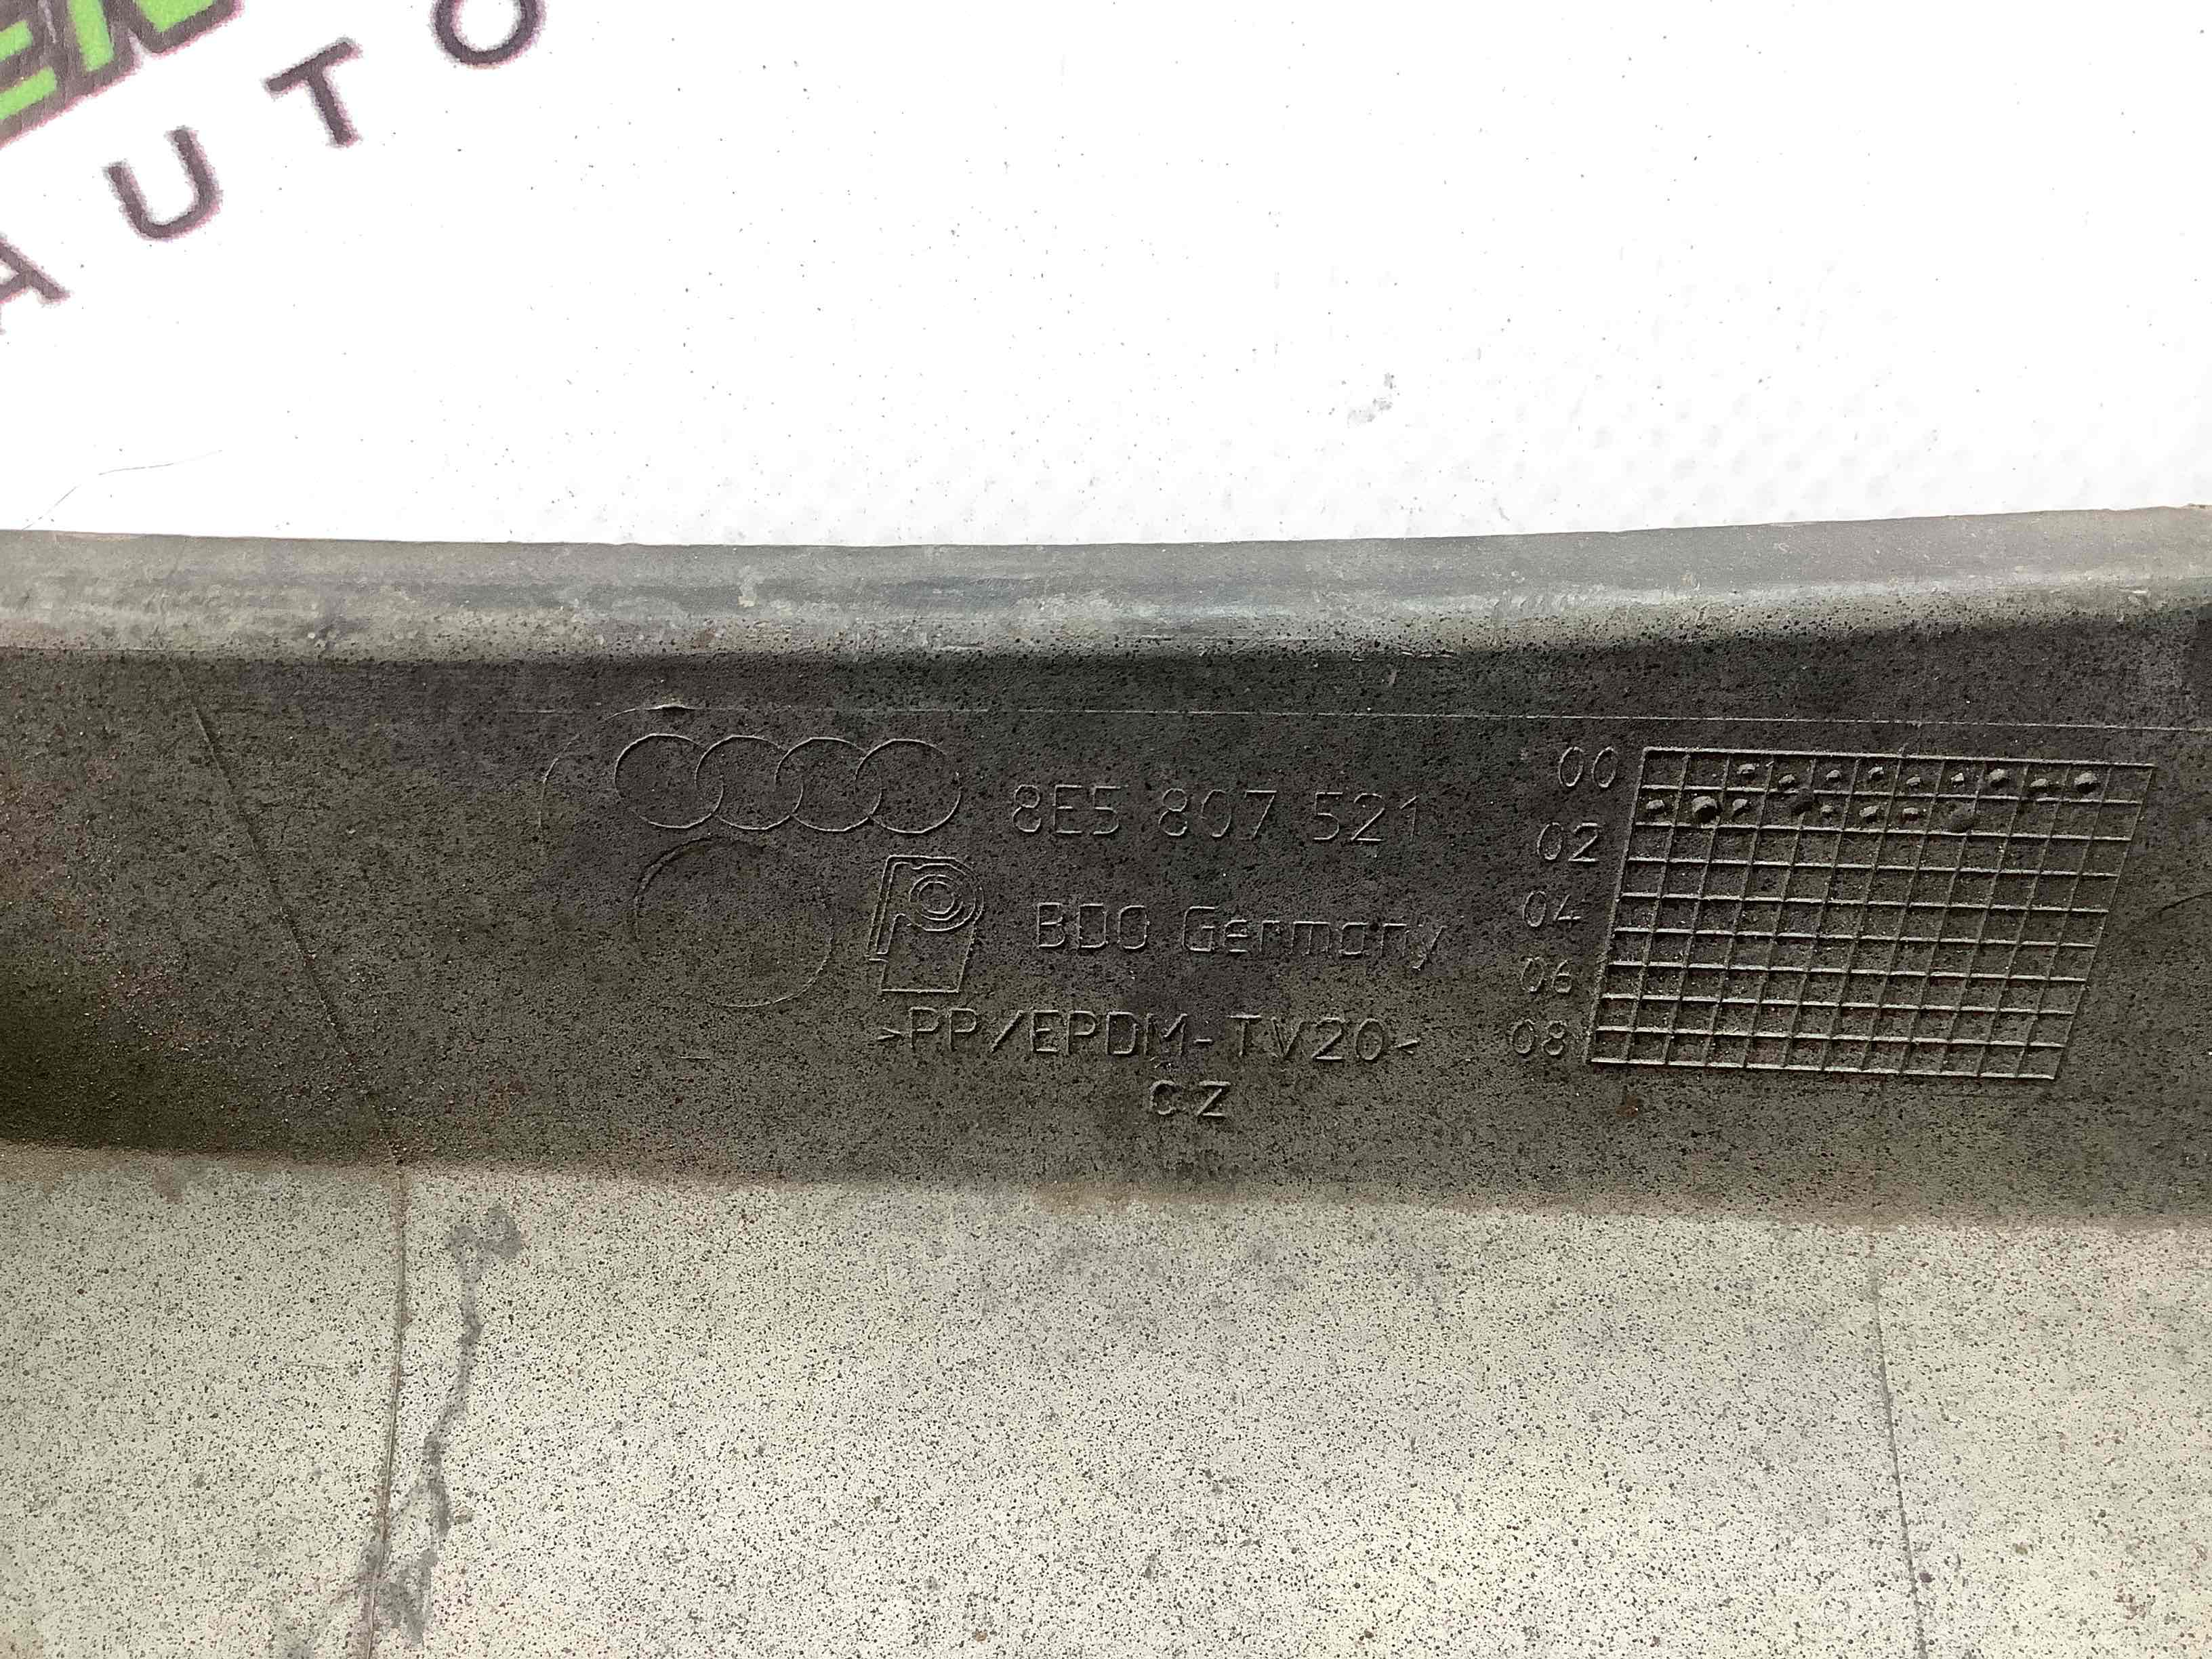 AUTO
8E5 807 521
BDO Germany
>PP/EPDM-TV20<
CZ
00
02
04
06
08